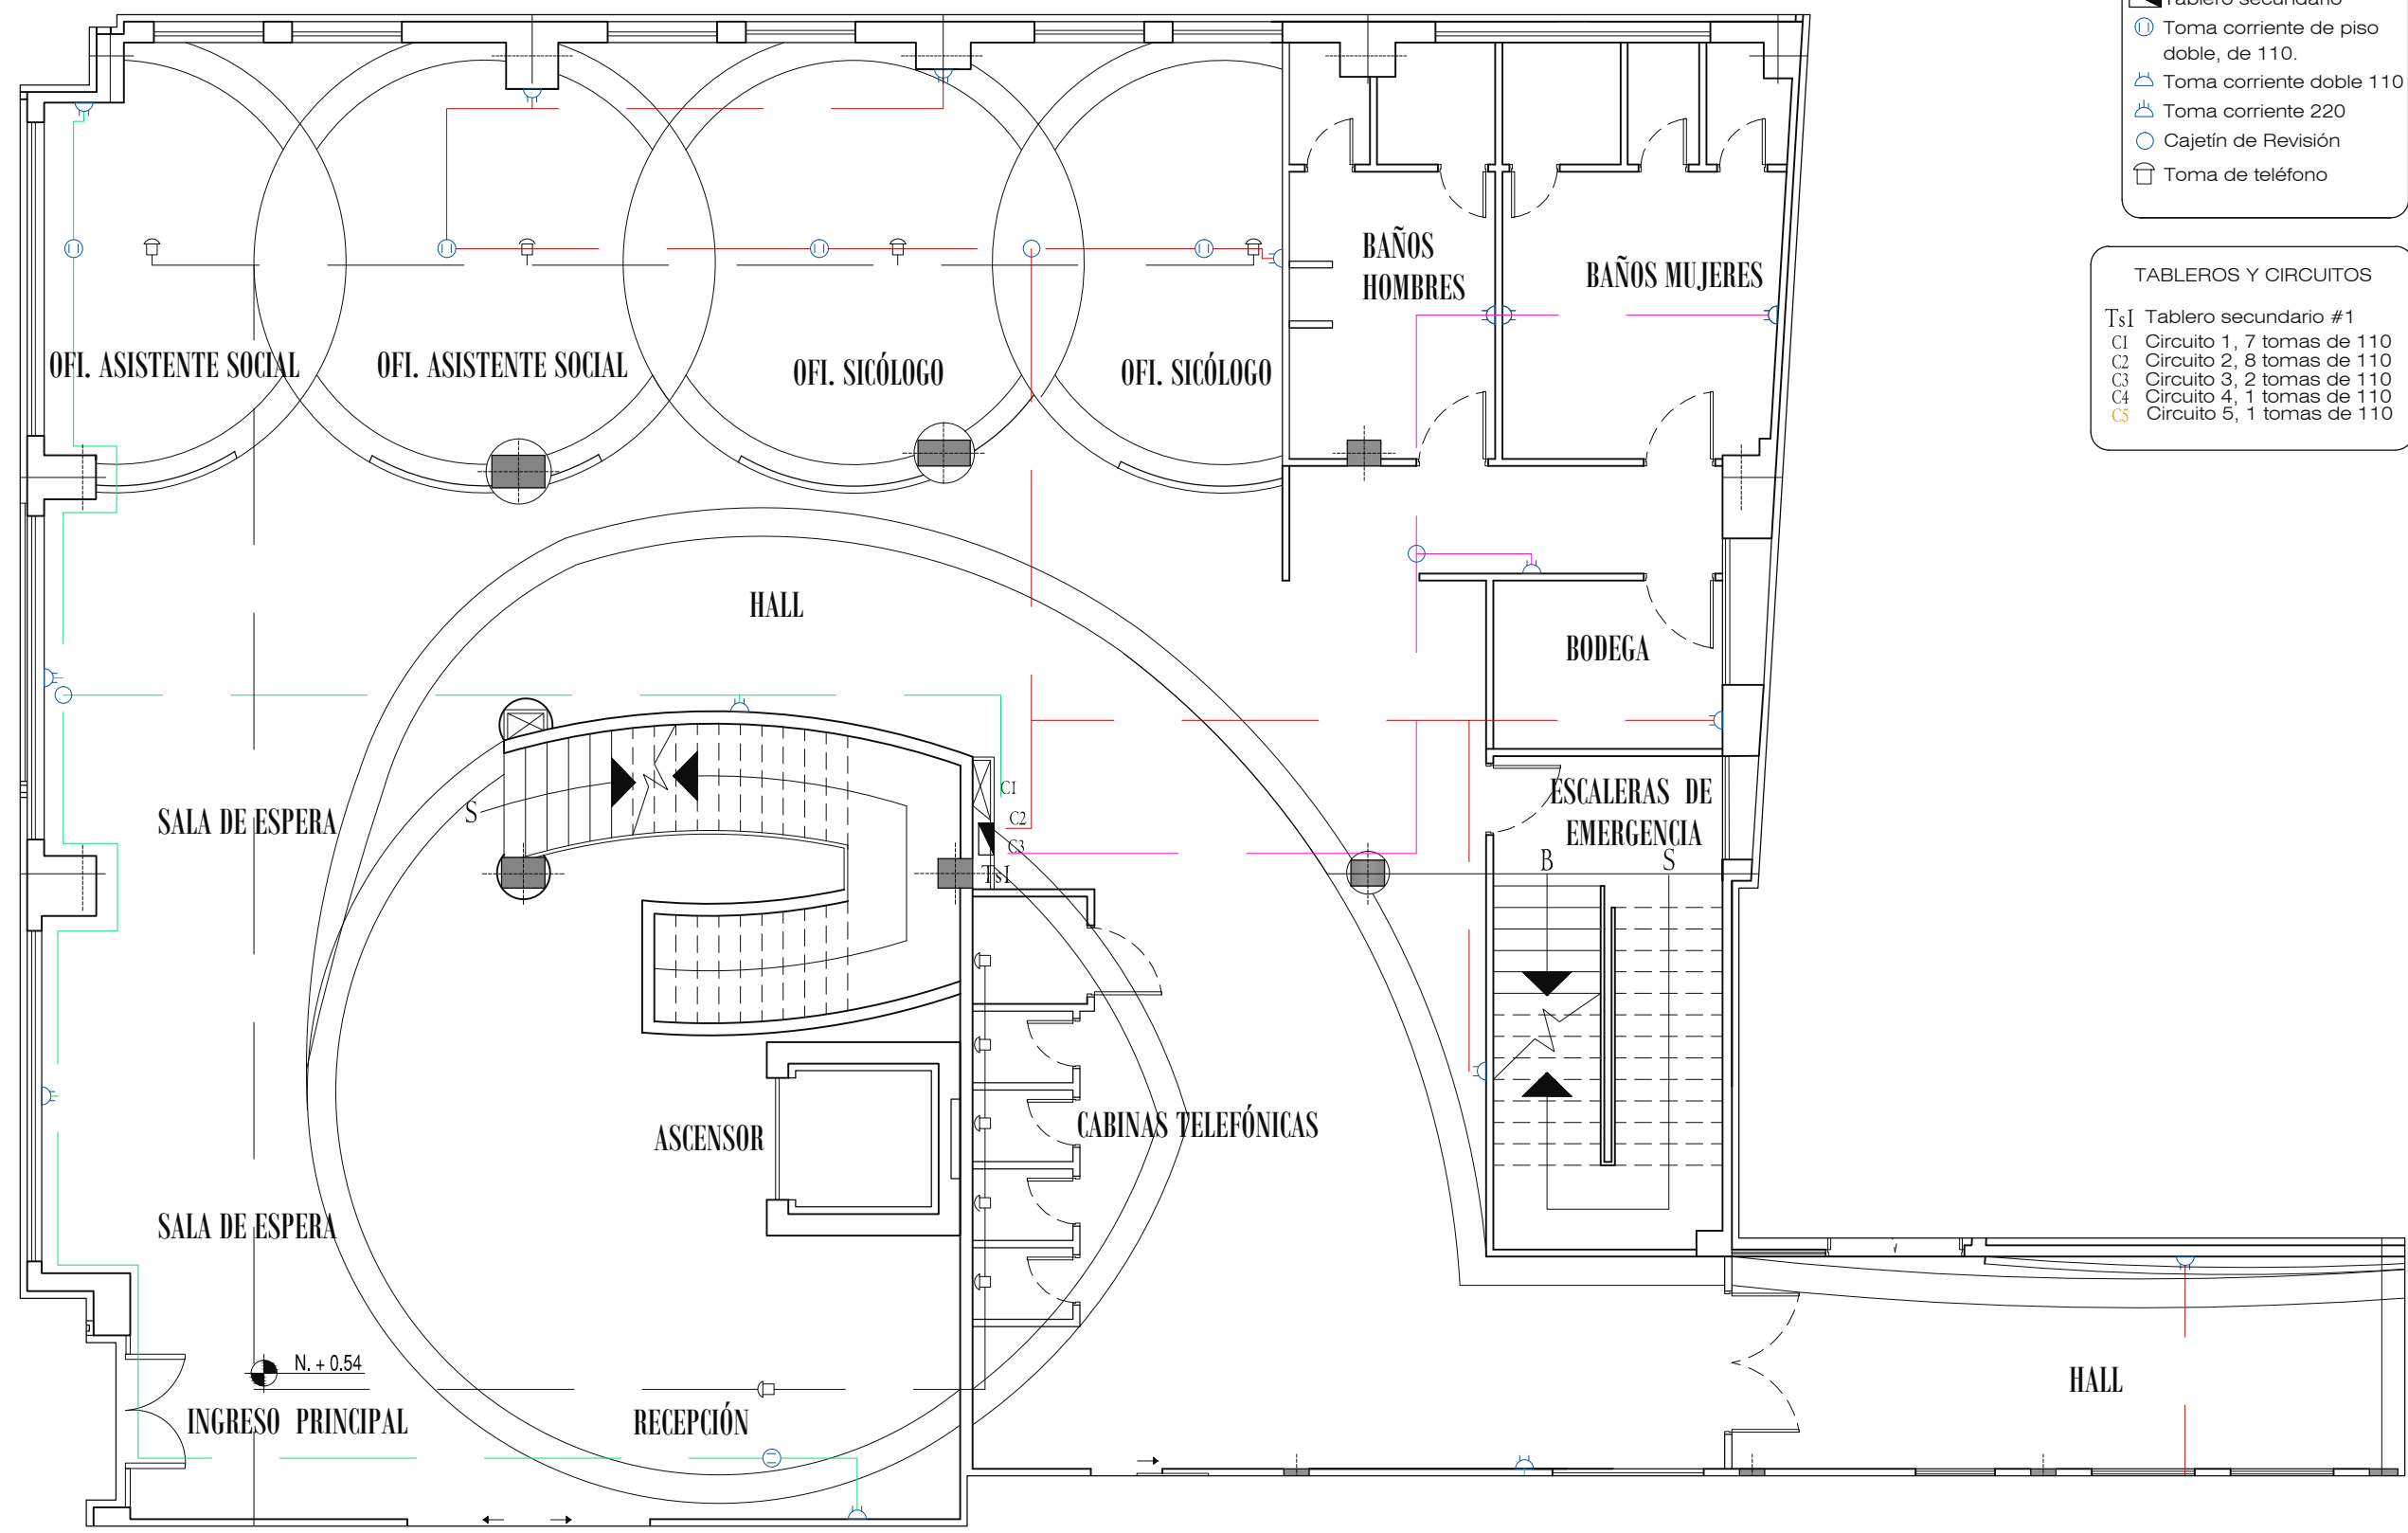 Tablero secundario
Toma corriente de piso
doble, de 110.
Toma corriente doble 110
Toma corriente 220
Cajetín de Revisión
Toma de teléfono
TABLEROS Y CIRCUITOS
TsI Tablero secundario #1
C1 Circuito 1, 7 tomas de 110
C2 Circuito 2, 8 tomas de 110
C3 Circuito 3, 2 tomas de 110
C4 Circuito 4, 1 tomas de 110
C5 Circuito 5, 1 tomas de 110
BAÑOS
HOMBRES
BAÑOS MUJERES
OFI. ASISTENTE SOCIAL
OFI. ASISTENTE SOCIAL
OFI. SICÓLOGO
OFI. SICÓLOGO
HALL
BODEGA
SALA DE ESPERA
S
C1
C2
C3
TsI
ESCALERAS DE
EMERGENCIA
B
S
ASCENSOR
CABINAS TELEFÓNICAS
SALA DE ESPERA
N. + 0.54
INGRESO PRINCIPAL
RECEPCIÓN
HALL